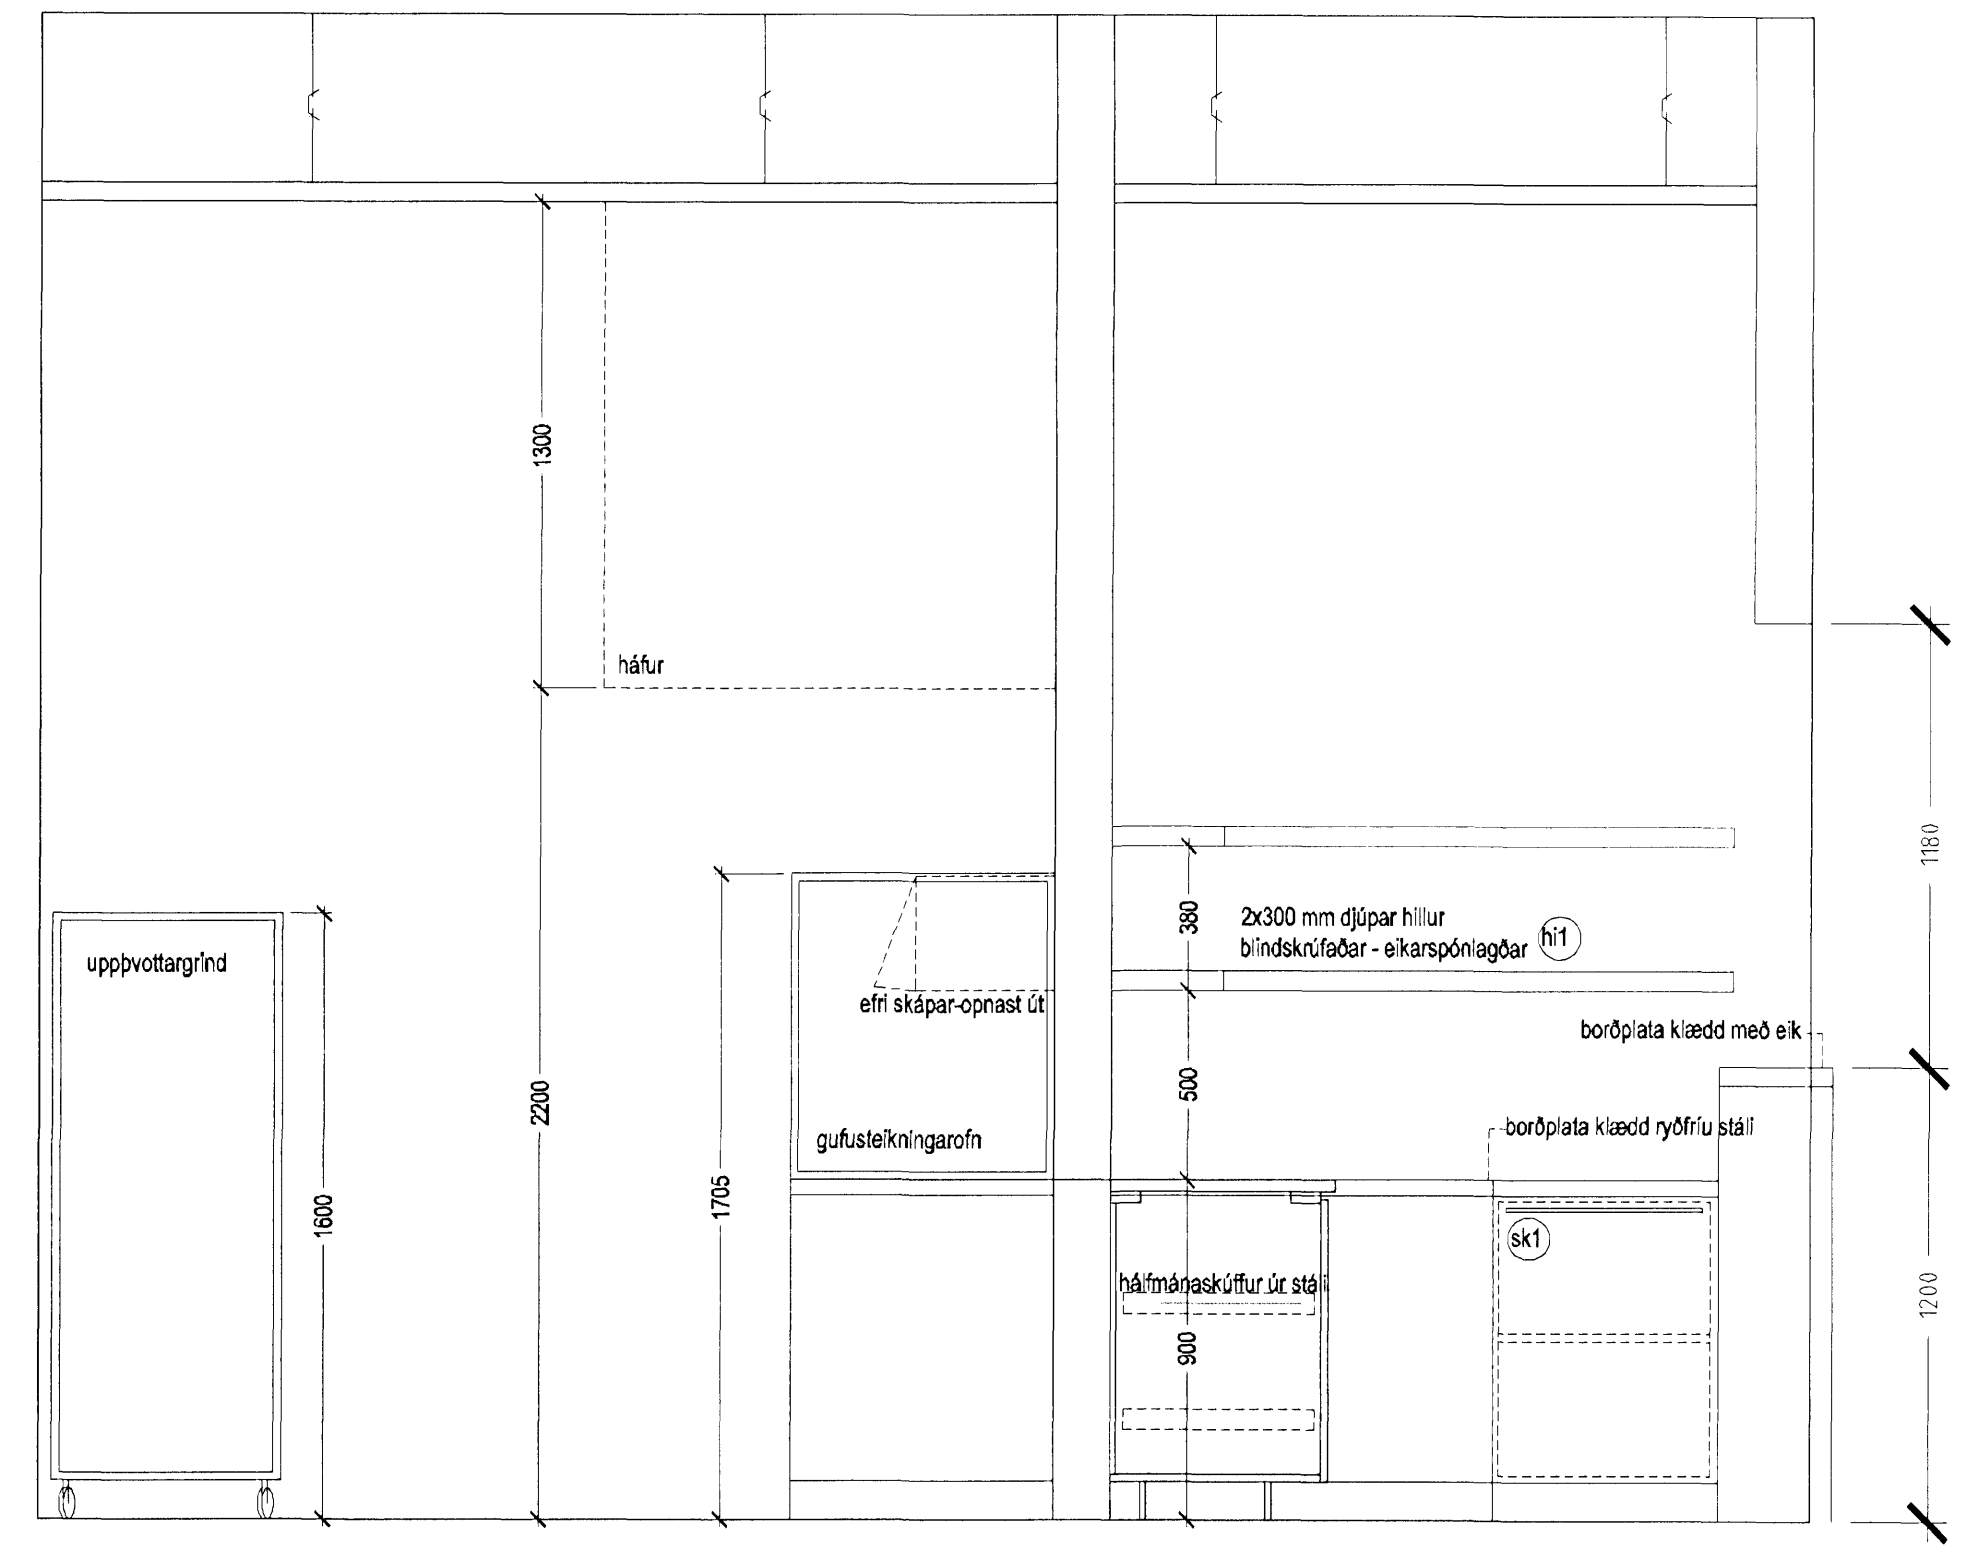 1300
háfur
1180
380
2x300 mm djúpar hillur
blindskrúfaðar - eikarspónlagðar
hi1
uppþvottargrind
efri skápar-opnast út
borðplata klædd með eik
500
2200
borðplata klædd ryðfríu stáli
gufusteikningarofn
1705
1600
sk1
hálfmánaskúffur úr stáli
1200
900